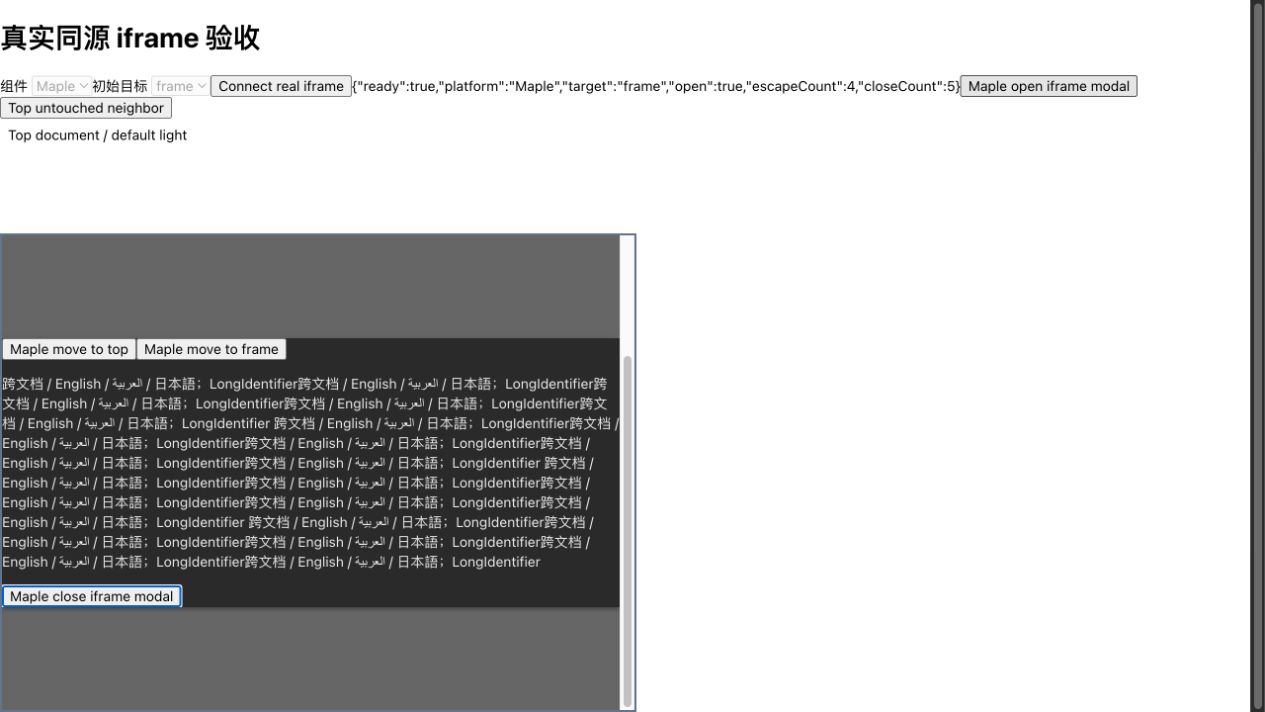 真实同源 iframe 验收
组件 Maple 初始目标 frame Connect real iframe {"ready":true,"platform":"Maple","target":"frame","open":true,"escapeCount":4,"closeCount":5} Maple open iframe modal
Top untouched neighbor
Top document / default light
Maple move to top Maple move to frame
跨文档 / English / العربية / 日本語；LongIdentifier跨文档 / English / العربية / 日本語；LongIdentifier跨
文档 / English / العربية / 日本語；LongIdentifier跨文档 / English / العربية / 日本語；LongIdentifier跨文
档 / English / العربية / 日本語；LongIdentifier 跨文档 / English / العربية / 日本語；LongIdentifier跨文档 /
English / العربية / 日本語；LongIdentifier跨文档 / English / العربية / 日本語；LongIdentifier跨文档 /
English / العربية / 日本語；LongIdentifier跨文档 / English / العربية / 日本語；LongIdentifier 跨文档 /
English / العربية / 日本語；LongIdentifier跨文档 / English / العربية / 日本語；LongIdentifier跨文档 /
English / العربية / 日本語；LongIdentifier跨文档 / English / العربية / 日本語；LongIdentifier跨文档 /
English / العربية / 日本語；LongIdentifier 跨文档 / English / العربية / 日本語；LongIdentifier跨文档 /
English / العربية / 日本語；LongIdentifier跨文档 / English / العربية / 日本語；LongIdentifier跨文档 /
English / العربية / 日本語；LongIdentifier跨文档 / English / العربية / 日本語；LongIdentifier
Maple close iframe modal